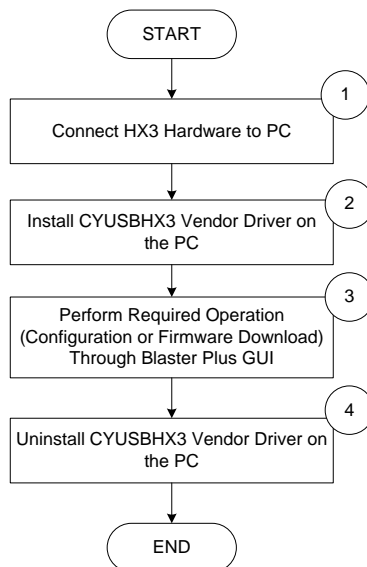 START
1
Connect HX3 Hardware to PC
2
Install CYUSBHX3 Vendor Driver on
the PC
3
Perform Required Operation
(Configuration or Firmware Download)
Through Blaster Plus GUI
4
Uninstall CYUSBHX3 Vendor Driver on
the PC
END